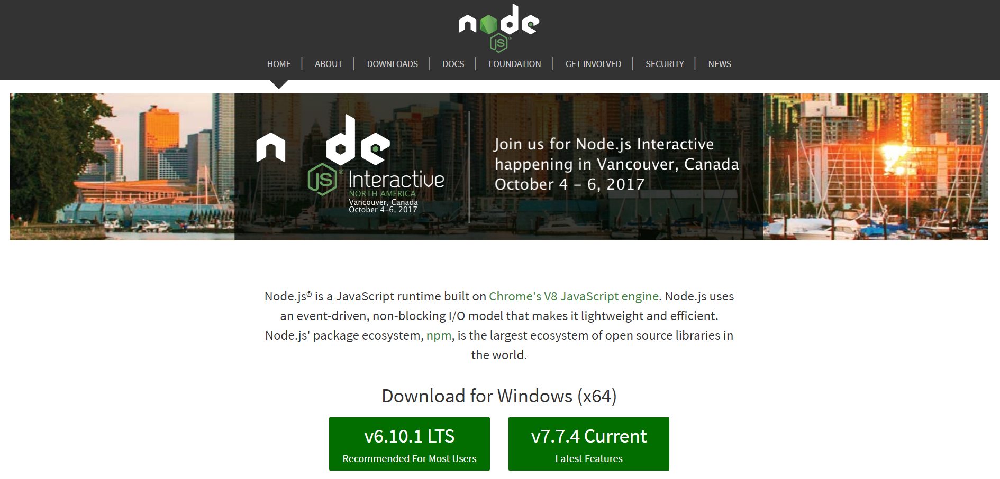 node
JS®
HOME | ABOUT | DOWNLOADS | DOCS | FOUNDATION | GET INVOLVED | SECURITY | NEWS
n de
JS® Interactive
NORTH AMERICA
Vancouver, Canada
October 4-6, 2017
Join us for Node.js Interactive
happening in Vancouver, Canada
October 4 – 6, 2017
Node.js® is a JavaScript runtime built on Chrome's V8 JavaScript engine. Node.js uses
an event-driven, non-blocking I/O model that makes it lightweight and efficient.
Node.js' package ecosystem, npm, is the largest ecosystem of open source libraries in
the world.
Download for Windows (x64)
v6.10.1 LTS
Recommended For Most Users
v7.7.4 Current
Latest Features